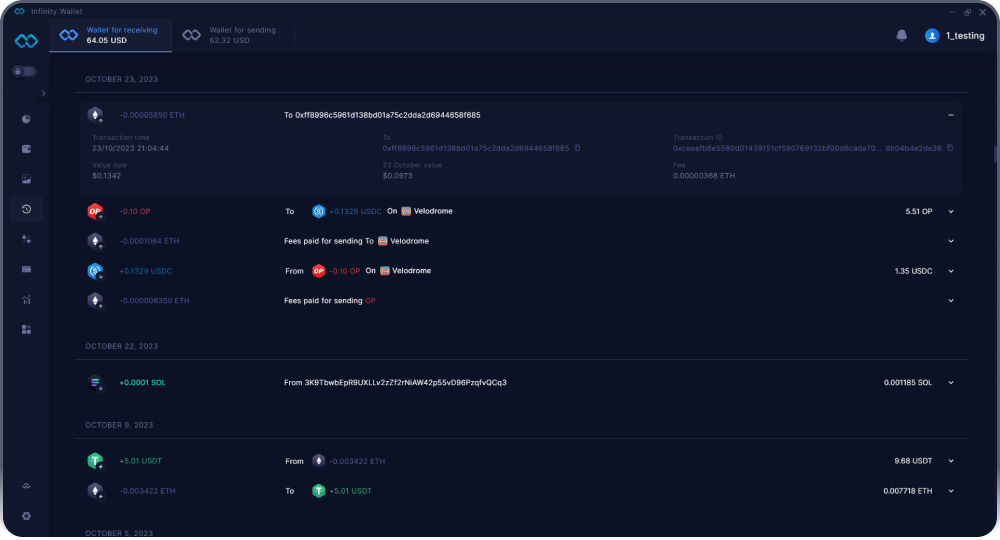 Infinity Wallet
Wallet for receiving
64.05 USD
Wallet for sending
62.32 USD
1_testing
OCTOBER 23, 2023
-0.00005850 ETH To 0xff8996c5961d138bd01a75c2dda2d6944658f685
Transaction time To Transaction ID
23/10/2023 21:04:44 0xff8996c5961d138bd01a75c2dda2d6944658f685 0xceaefb6e5580d01439151cf590769132bf00d6cada70... 8b04b4e2de36
Value now 23 October value Fee
$0.1342 $0.0973 0.00000368 ETH
OP -0.10 OP To +0.1329 USDC On Velodrome 5.51 OP
-0.0001064 ETH Fees paid for sending To Velodrome
+0.1329 USDC From OP -0.10 OP On Velodrome 1.35 USDC
-0.000008350 ETH Fees paid for sending OP
OCTOBER 22, 2023
+0.0001 SOL From 3K9TbwbEpR9UXLLv2zZf2rNiAW42p55vD96PzqfvQCq3 0.001185 SOL
OCTOBER 9, 2023
+5.01 USDT From -0.003422 ETH 9.68 USDT
-0.003422 ETH To +5.01 USDT 0.007718 ETH
OCTOBER 5, 2023